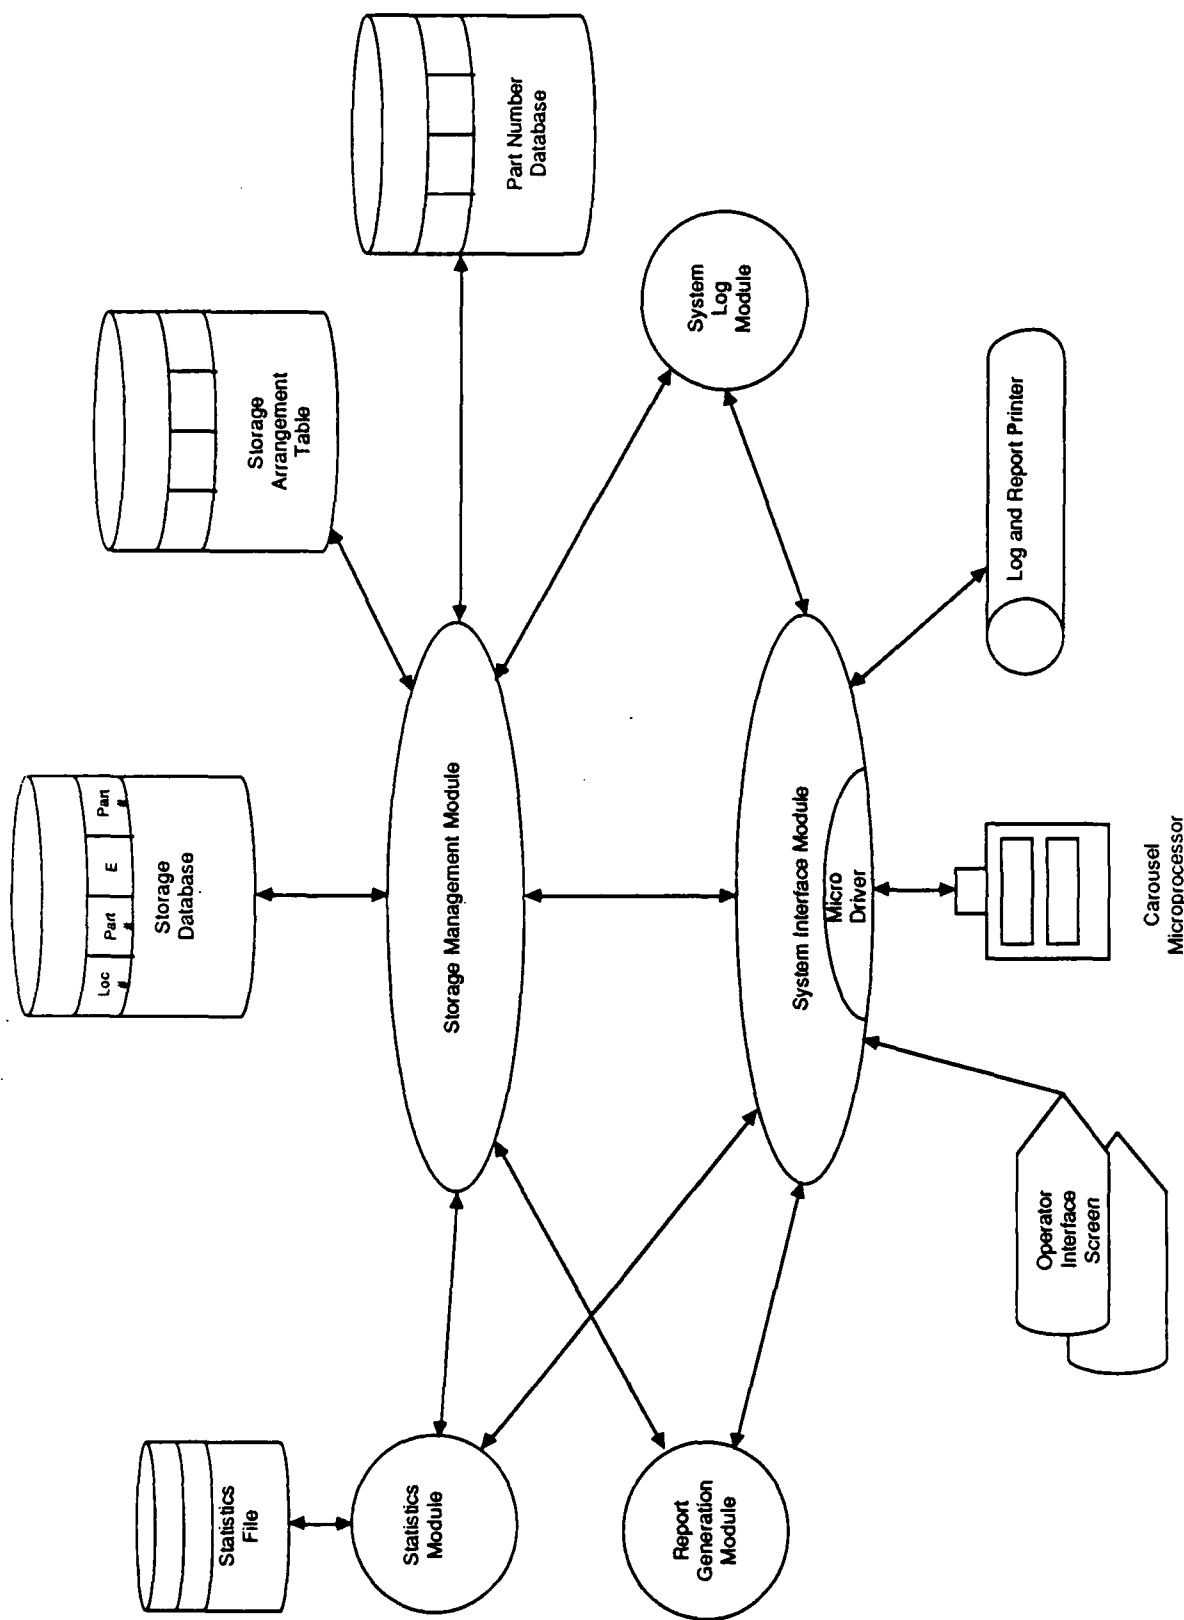 Loc
#
Part
#
E
Part
#
Storage
Database
Storage
Arrangement
Table
Part Number
Database
Statistics
File
Statistics
Module
Storage Management Module
System
Log
Module
Report
Generation
Module
System Interface Module
Micro
Driver
Operator
Interface
Screen
Carousel
Microprocessor
Log and Report Printer